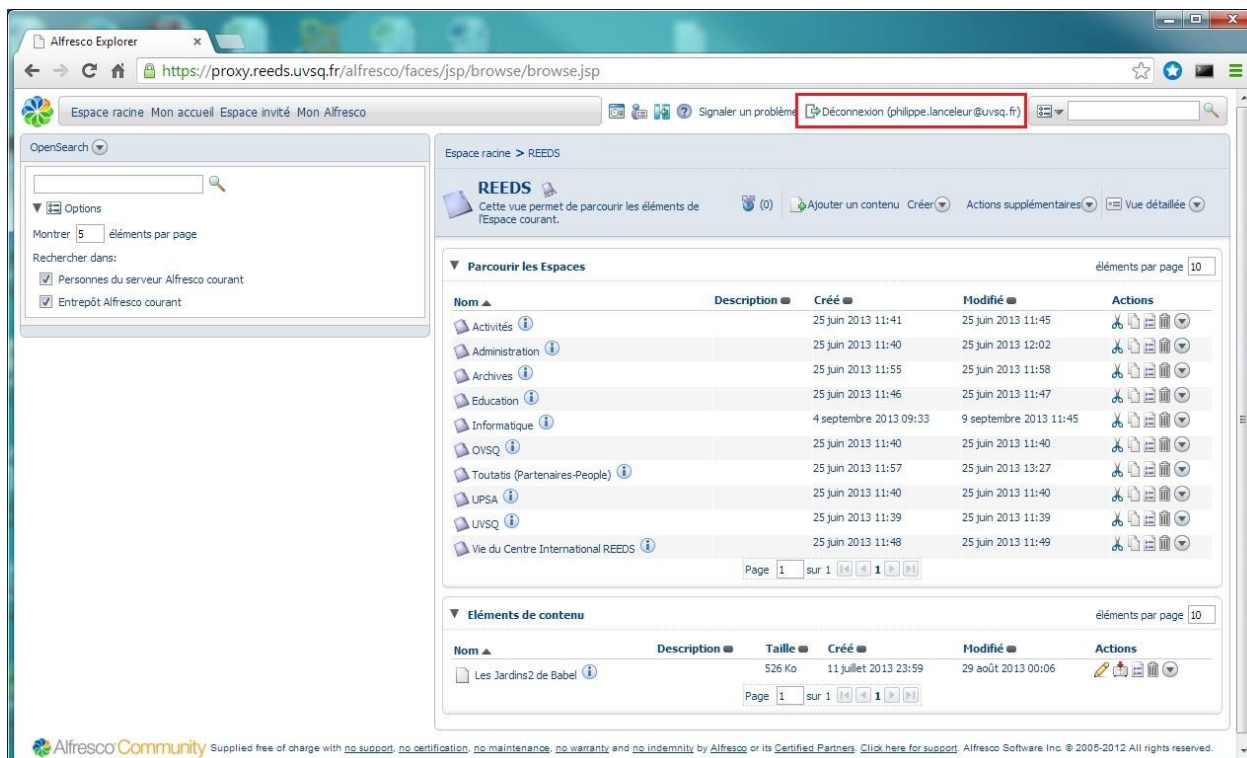 Alfresco Explorer
https://proxy.reeds.uvsq.fr/alfresco/faces/jsp/browse/browse.jsp
Espace racine Mon accueil Espace invité Mon Alfresco
Signaler un problème Déconnexion (philippe.lanceleur@uvsq.fr)
OpenSearch
Options
Montrer 5 éléments par page
Rechercher dans:
Personnes du serveur Alfresco courant
Entrepôt Alfresco courant
Espace racine > REEDS
REEDS
Cette vue permet de parcourir les éléments de
l'Espace courant.
(0) Ajouter un contenu Créer Actions supplémentaires Vue détaillée
Parcourir les Espaces éléments par page 10
Nom Description Créé Modifié Actions
Activités 25 juin 2013 11:41 25 juin 2013 11:45
Administration 25 juin 2013 11:40 25 juin 2013 12:02
Archives 25 juin 2013 11:55 25 juin 2013 11:58
Education 25 juin 2013 11:46 25 juin 2013 11:47
Informatique 4 septembre 2013 09:33 9 septembre 2013 11:45
OVSQ 25 juin 2013 11:40 25 juin 2013 11:40
Toutatis (Partenaires-People) 25 juin 2013 11:57 25 juin 2013 13:27
UPSA 25 juin 2013 11:40 25 juin 2013 11:40
UVSQ 25 juin 2013 11:39 25 juin 2013 11:39
Vie du Centre International REEDS 25 juin 2013 11:48 25 juin 2013 11:49
Page 1 sur 1 1
Eléments de contenu éléments par page 10
Nom Description Taille Créé Modifié Actions
Les Jardins2 de Babel 526 Ko 11 juillet 2013 23:59 29 août 2013 00:06
Page 1 sur 1 1
Alfresco Community Supplied free of charge with no support, no certification, no maintenance, no warranty and no indemnity by Alfresco or its Certified Partners. Click here for support. Alfresco Software Inc. © 2005-2012 All rights reserved.